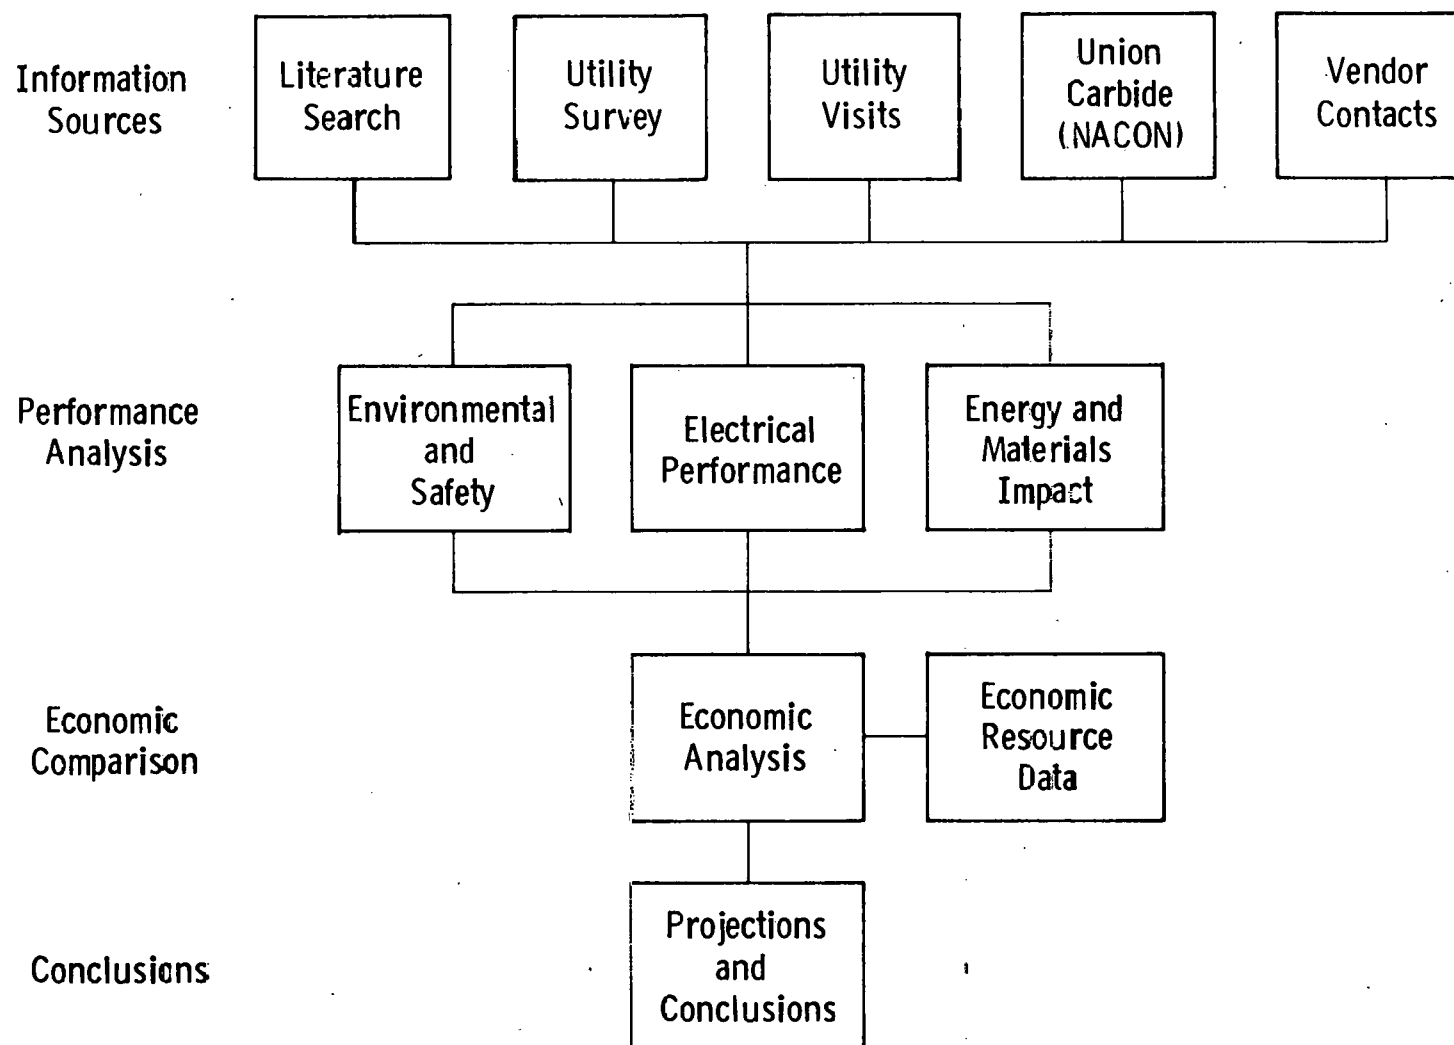 Information
Sources
Literature
Search
Utility
Survey
Utility
Visits
Union
Carbide
(NACON)
Vendor
Contacts
Performance
Analysis
Environmental
and
Safety
Electrical
Performance
Energy and
Materials
Impact
Economic
Comparison
Economic
Analysis
Economic
Resource
Data
Conclusions
Projections
and
Conclusions